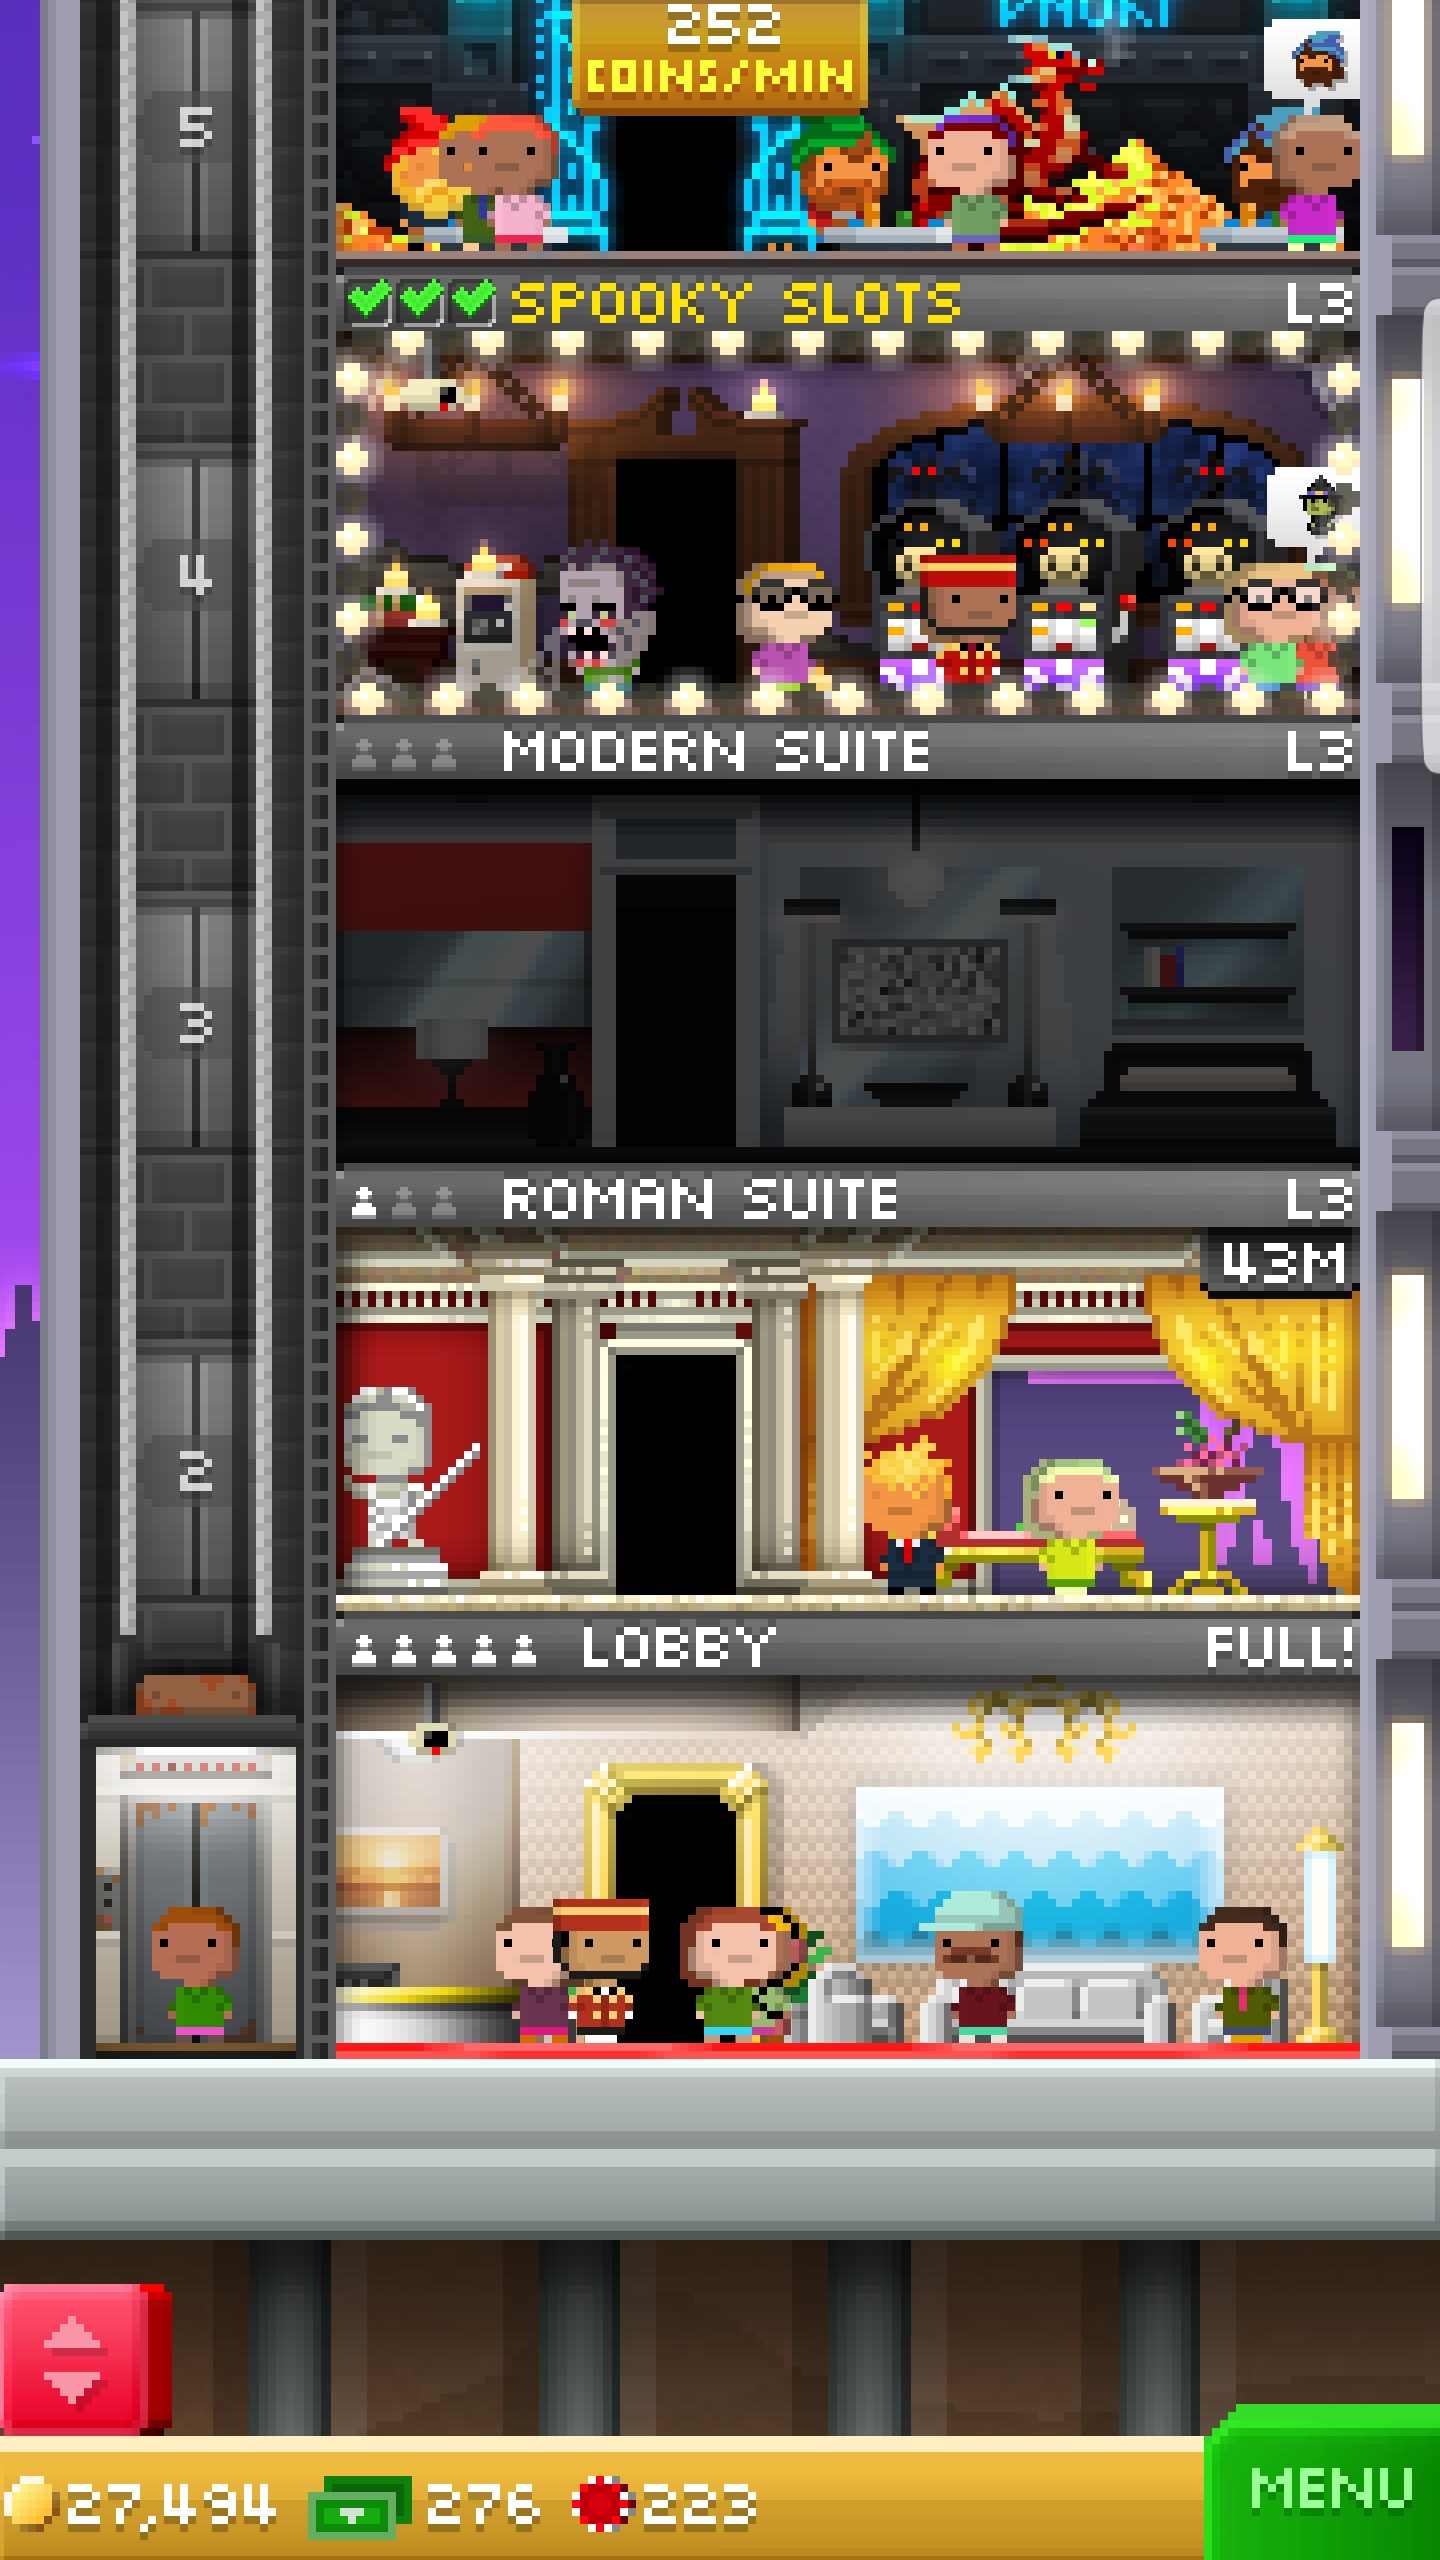 252
COINS/MIN
5
SPOOKY SLOTS L3
4
MODERN SUITE L3
3
ROMAN SUITE L3
43M
2
LOBBY FULL!
27,494 276 223
MENU